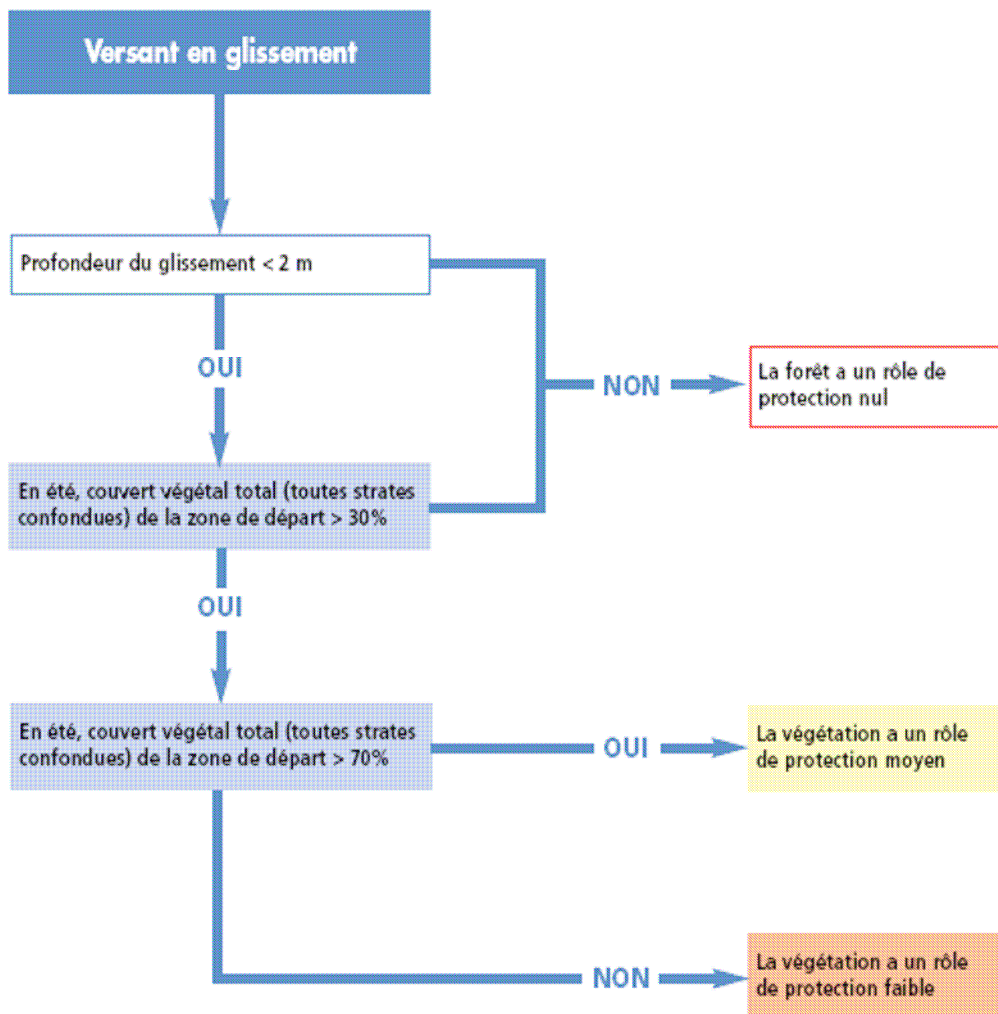 Versant en glissement
Profondeur du glissement < 2 m
OUI
NON
La forêt a un rôle de
protection nul
En été, couvert végétal total (toutes strates
confondues) de la zone de départ > 30%
OUI
En été, couvert végétal total (toutes strates
confondues) de la zone de départ > 70%
OUI
La végétation a un rôle
de protection moyen
NON
La végétation a un rôle
de protection faible